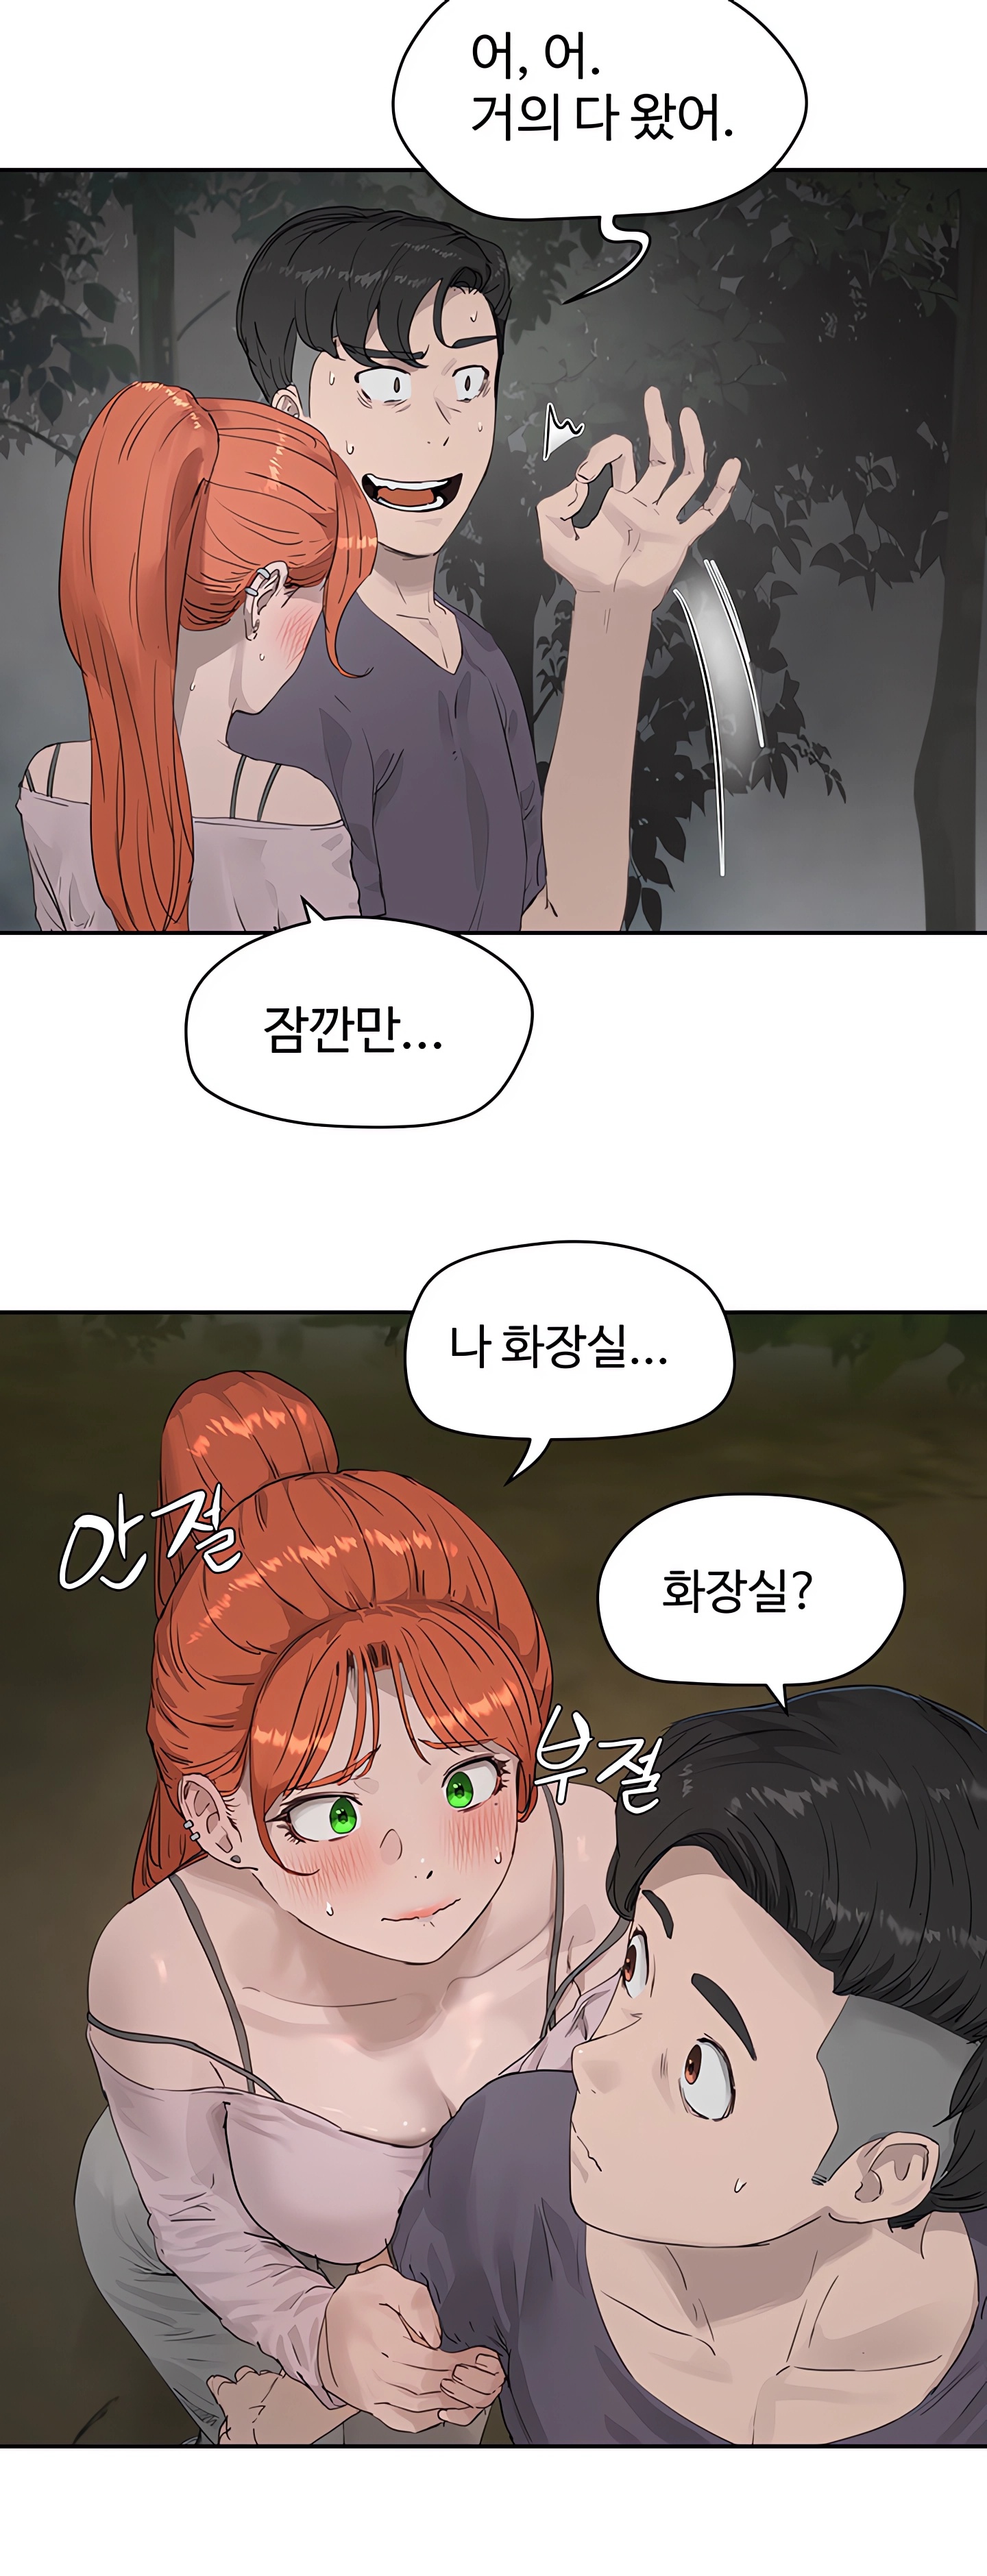 어, 어.
거의 다 왔어.
잠깐만...
나 화장실...
안절
화장실?
부절